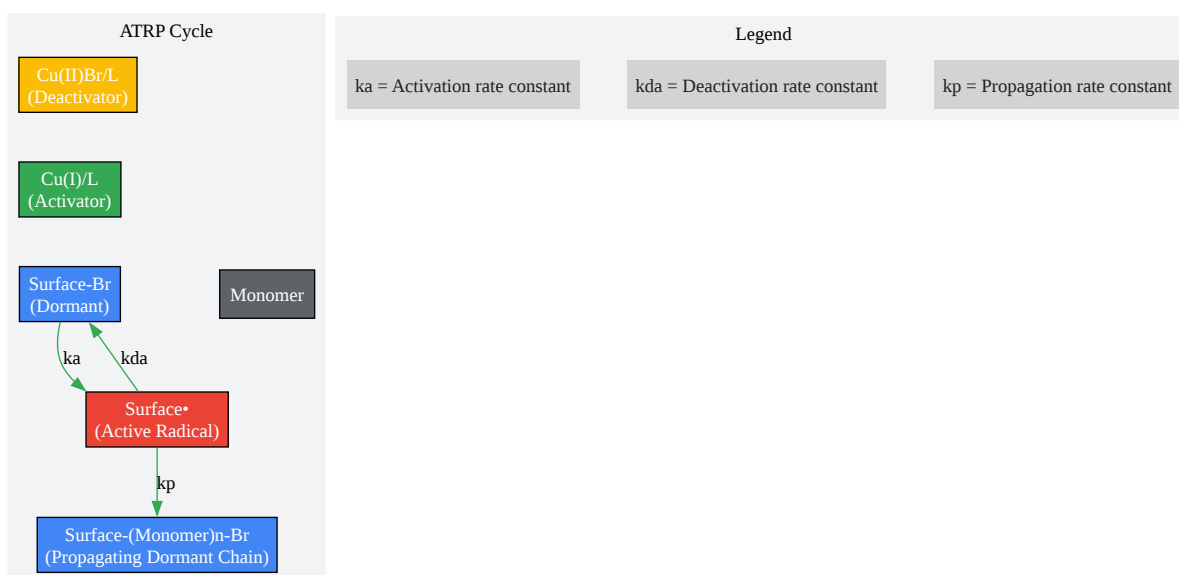 ATRP Cycle
Cu(II)Br/L
(Deactivator)
Cu(I)/L
(Activator)
Surface-Br
(Dormant)
Monomer
ka
kda
Surface•
(Active Radical)
kp
Surface-(Monomer)n-Br
(Propagating Dormant Chain)
Legend
ka = Activation rate constant
kda = Deactivation rate constant
kp = Propagation rate constant